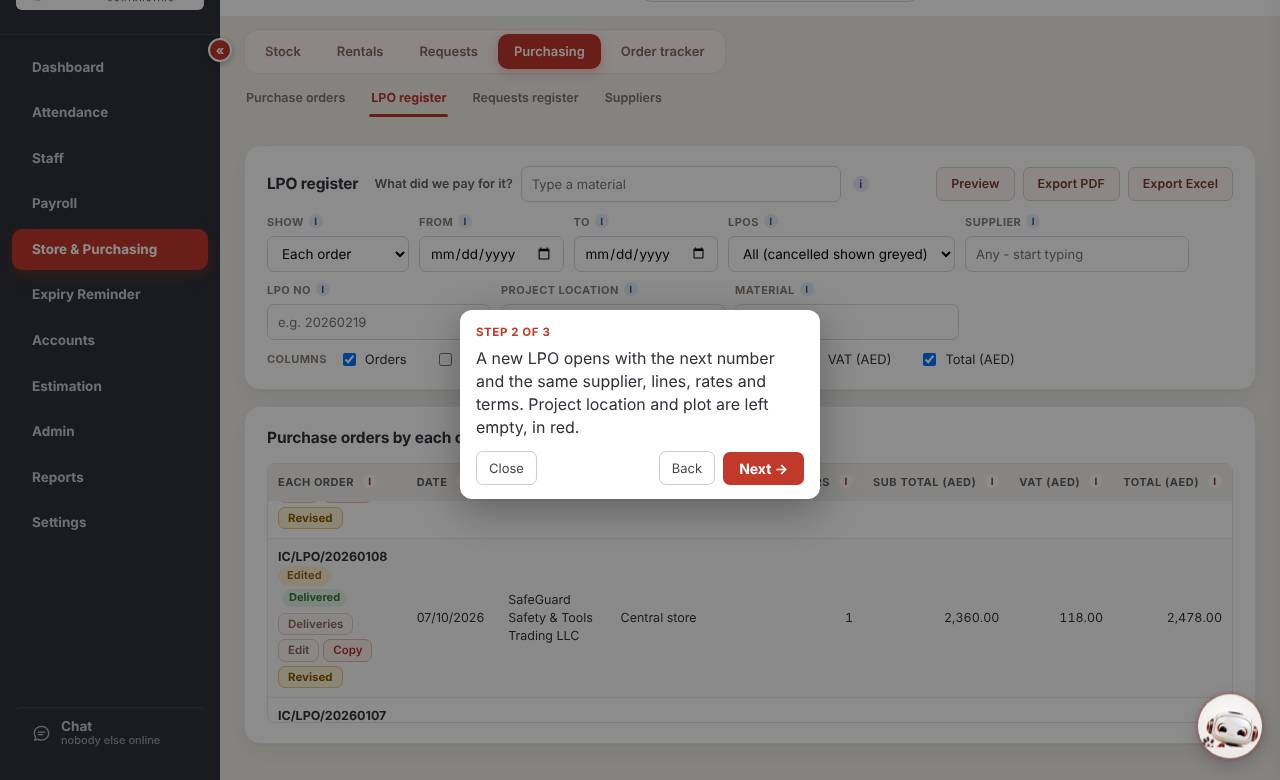 Dashboard
Attendance
Staff
Payroll
Store & Purchasing
Expiry Reminder
Accounts
Estimation
Admin
Reports
Settings
Chat
nobody else online
«
Stock Rentals Requests Purchasing Order tracker
Purchase orders LPO register Requests register Suppliers
LPO register What did we pay for it? Type a material i Preview Export PDF Export Excel
SHOW i FROM i TO i LPOS i SUPPLIER i
Each order mm/dd/yyyy mm/dd/yyyy All (cancelled shown greyed) Any - start typing
LPO NO i PROJECT LOCATION i MATERIAL i
e.g. 20260219
COLUMNS Orders VAT (AED) Total (AED)
STEP 2 OF 3
A new LPO opens with the next number
and the same supplier, lines, rates and
terms. Project location and plot are left
empty, in red.
Close Back Next →
Purchase orders by each
EACH ORDER I DATE I SUB TOTAL (AED) I VAT (AED) I TOTAL (AED) I
Revised
IC/LPO/20260108
Edited
Delivered
Deliveries
Edit Copy
Revised
07/10/2026
SafeGuard
Safety & Tools
Trading LLC
Central store
1
2,360.00
118.00
2,478.00
IC/LPO/20260107